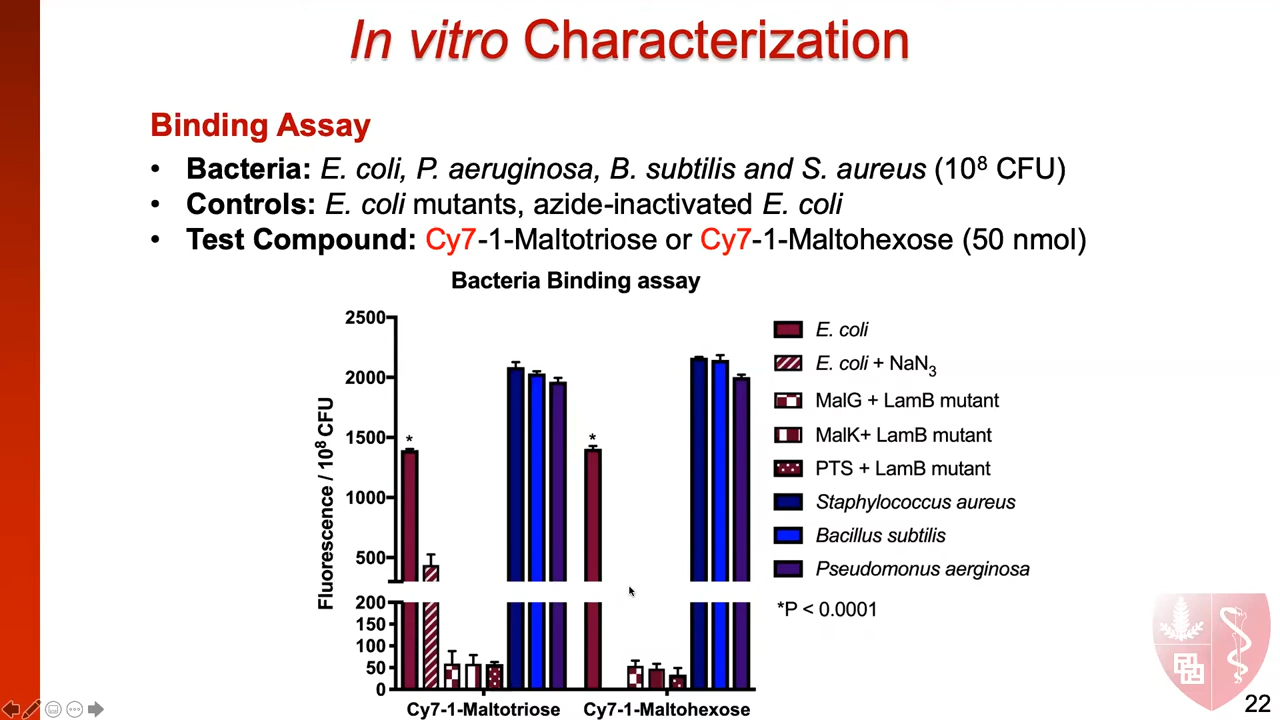 In vitro Characterization
Binding Assay
• Bacteria: E. coli, P. aeruginosa, B. subtilis and S. aureus (10⁸ CFU)
• Controls: E. coli mutants, azide-inactivated E. coli
• Test Compound: Cy7-1-Maltotriose or Cy7-1-Maltohexose (50 nmol)
Bacteria Binding assay
Fluorescence / 10⁸ CFU
2500
2000
1500
1000
500
200
150
100
50
0
*
*
Cy7-1-Maltotriose
Cy7-1-Maltohexose
E. coli
E. coli + NaN₃
MalG + LamB mutant
MalK+ LamB mutant
PTS + LamB mutant
Staphylococcus aureus
Bacillus subtilis
Pseudomonus aerginosa
*P < 0.0001
22